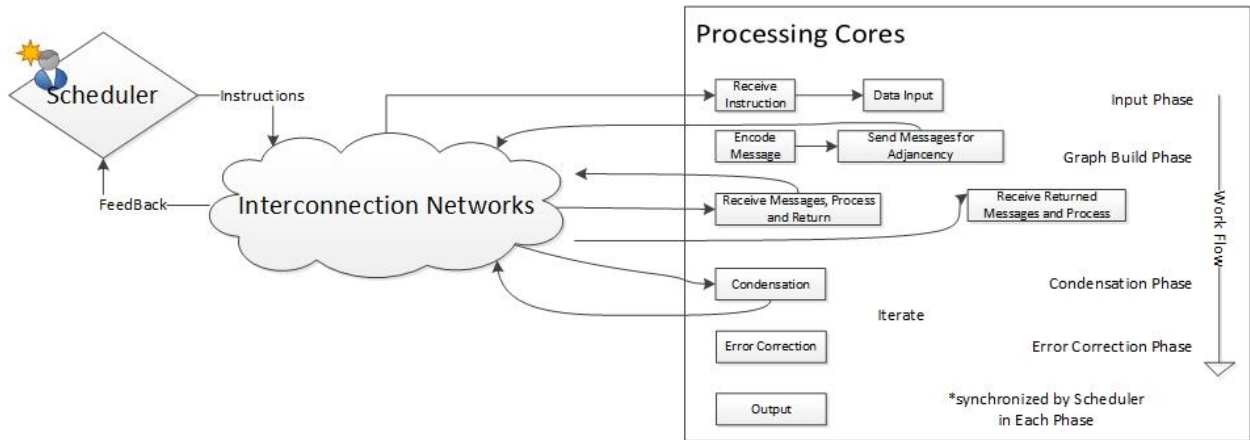 Processing Cores
Scheduler
Instructions
Receive
Instruction
Data Input
Input Phase
Encode
Message
Send Messages for
Adjancency
Graph Build Phase
FeedBack
Interconnection Networks
Receive Messages, Process
and Return
Receive Returned
Messages and Process
Work Flow
Condensation
Condensation Phase
Iterate
Error Correction
Error Correction Phase
Output
*synchronized by Scheduler
in Each Phase